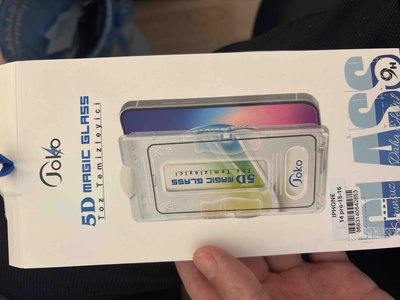 Joko
5D MAGIC GLASS
Toz Temizleyici
5D MAGIC GLASS
Toz Temizleyici
Joko
IPHONE
14 pro-15-16
GLASS
9H